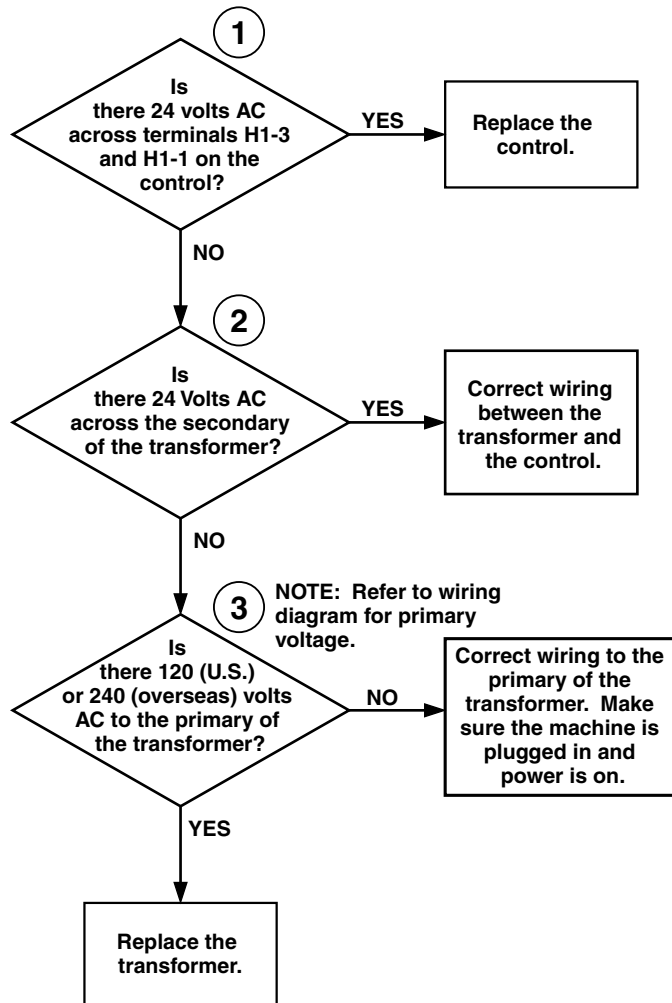 1
Is
there 24 volts AC
across terminals H1-3
and H1-1 on the
control?
YES
Replace the
control.
NO
2
Is
there 24 Volts AC
across the secondary
of the transformer?
YES
Correct wiring
between the
transformer and
the control.
NO
3
NOTE: Refer to wiring
diagram for primary
voltage.
Is
there 120 (U.S.)
or 240 (overseas) volts
AC to the primary of
the transformer?
NO
Correct wiring to the
primary of the
transformer. Make
sure the machine is
plugged in and
power is on.
YES
Replace the
transformer.